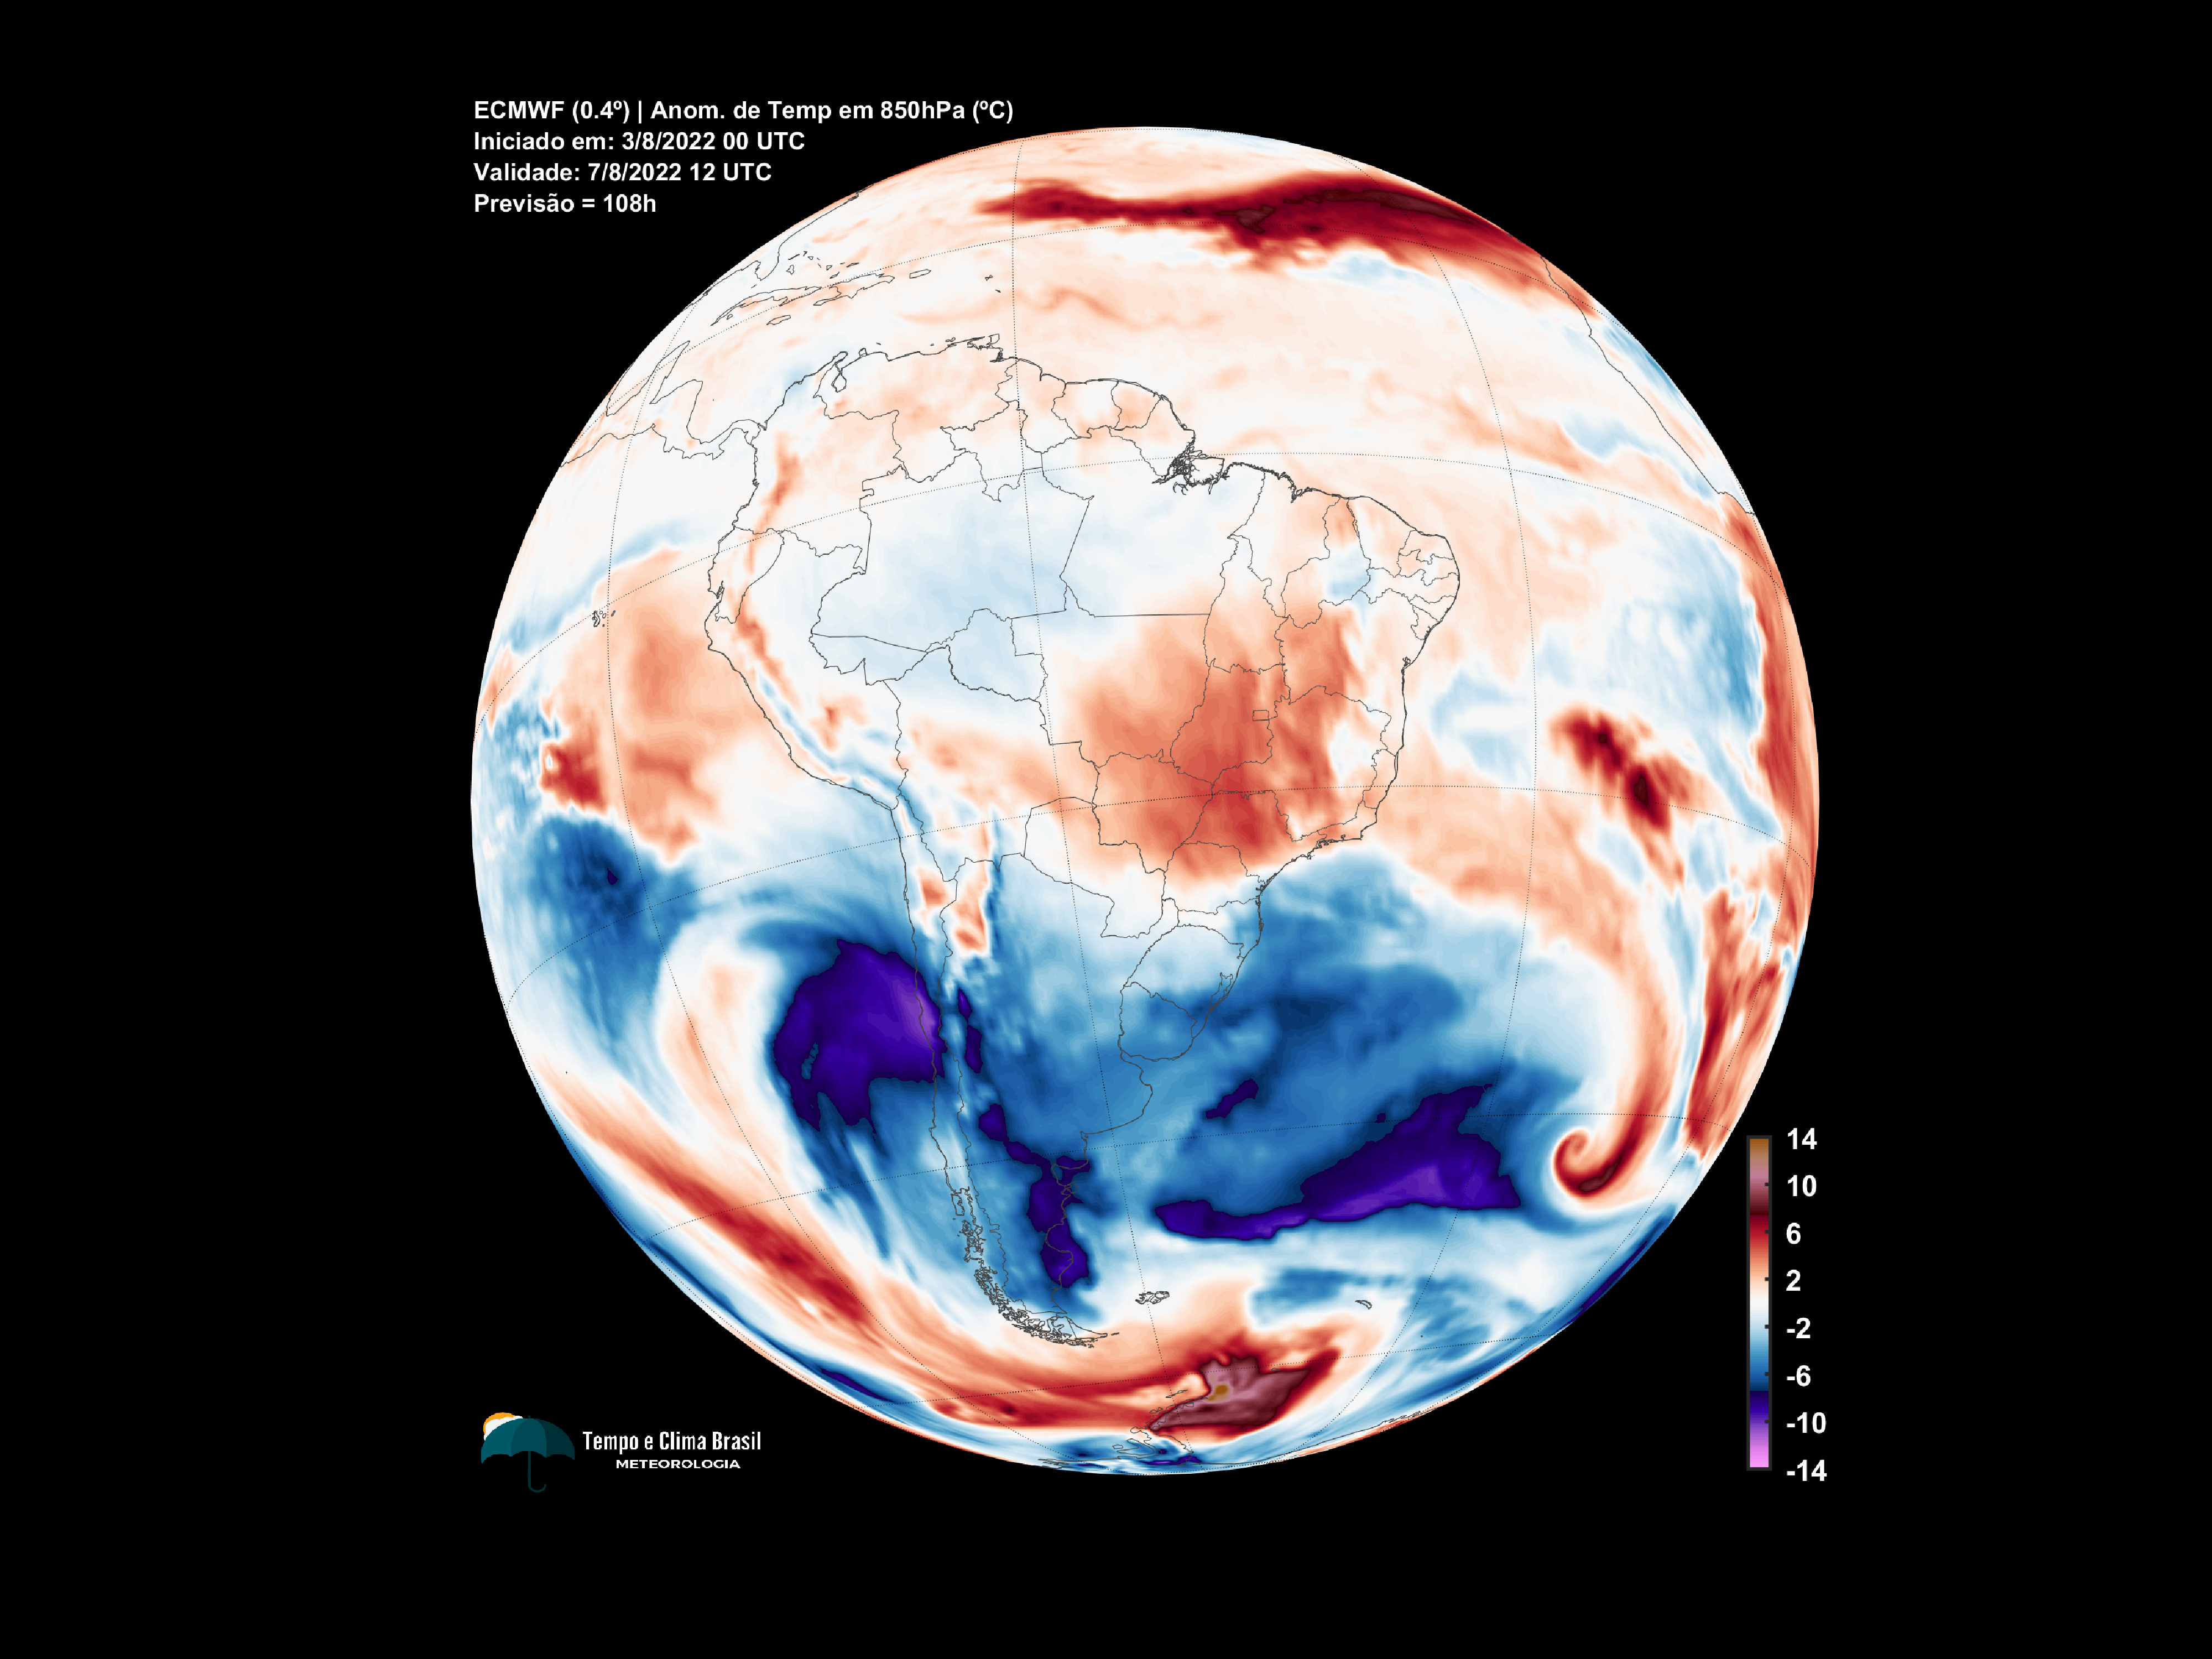 ECMWF (0.4º) | Anom. de Temp em 850hPa (ºC)
Iniciado em: 3/8/2022 00 UTC
Validade: 7/8/2022 12 UTC
Previsão = 108h
14
10
6
2
-2
-6
-10
-14
Tempo e Clima Brasil
METEOROLOGIA